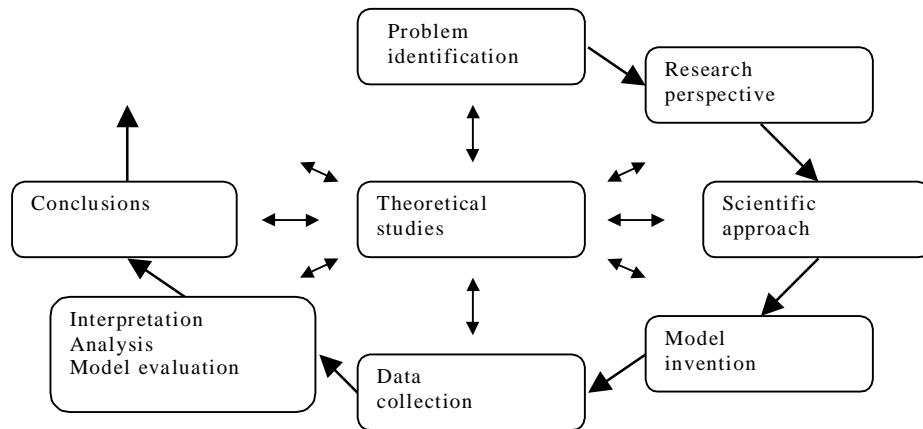 Problem
identification
Research
perspective
Conclusions
Theoretical
studies
Scientific
approach
Interpretation
Analysis
Model evaluation
Data
collection
Model
invention